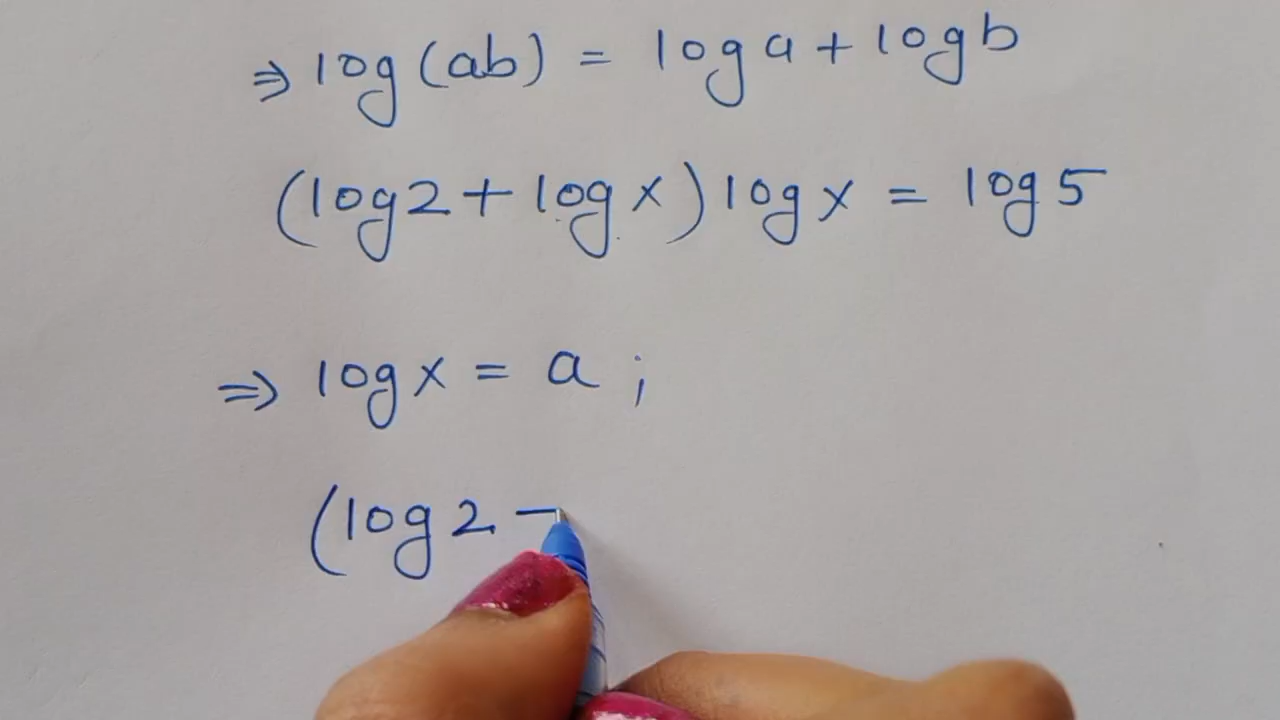 ⇒ log(ab) = log a + log b
(log2 + log x) log x = log 5
⇒ log x = a ;
(log 2 -